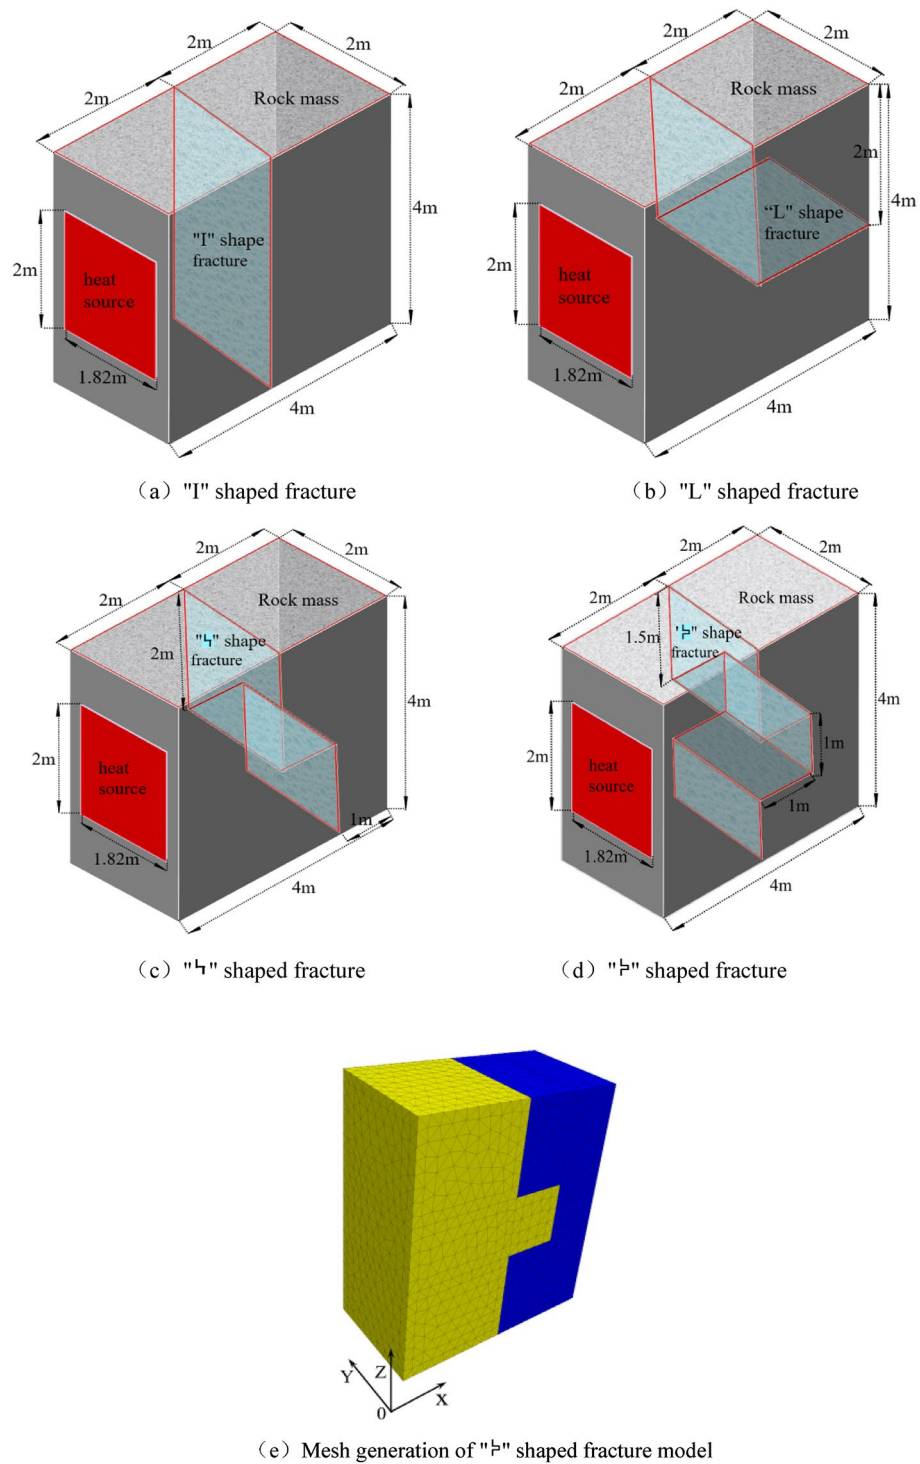 2m
2m
2m
Rock mass
4m
"I" shape
fracture
2m
heat
source
1.82m
4m
（a）"I" shaped fracture
2m
2m
2m
Rock mass
2m
4m
“L" shape
fracture
2m
heat
source
1.82m
4m
（b）"L" shaped fracture
2m
2m
2m
Rock mass
"ㄣ" shape
fracture
2m
4m
2m
heat
source
1m
1.82m
4m
（c）"ㄣ" shaped fracture
2m
2m
2m
Rock mass
shape
fracture
1.5m
4m
2m
heat
source
1m
1m
1.82m
4m
（d）" " shaped fracture
Y
Z
X
0
（e）Mesh generation of " " shaped fracture model